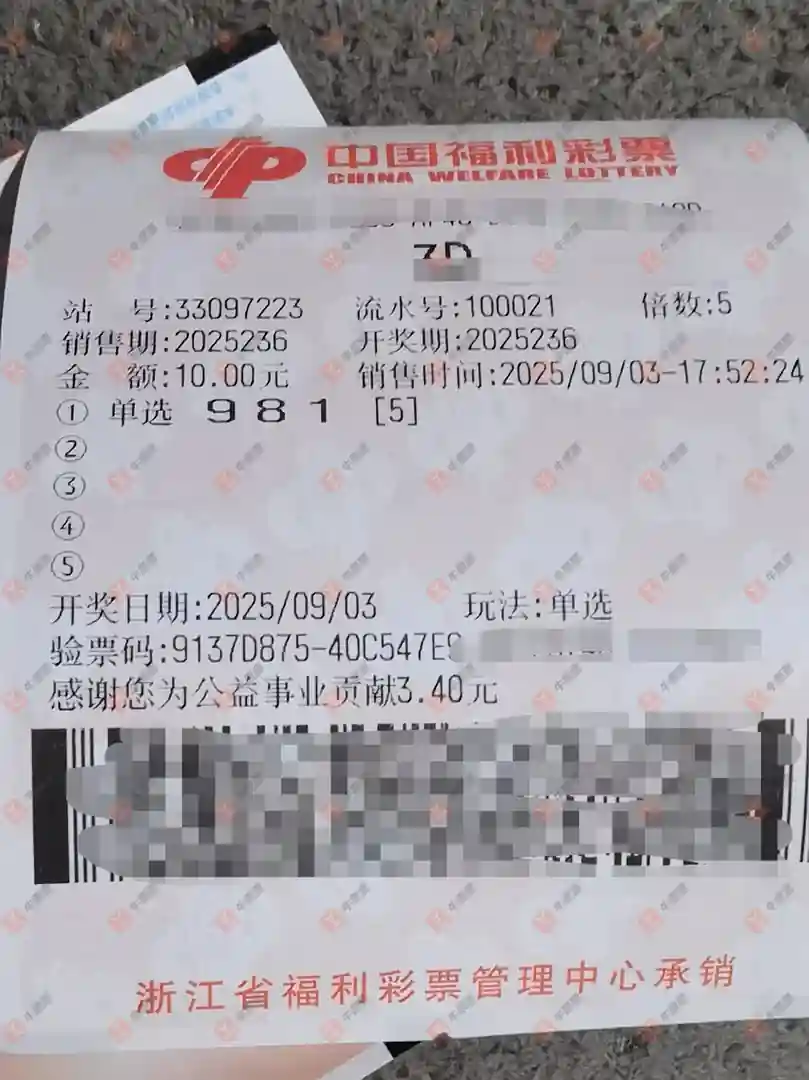 中国福利彩票
CHINA WELFARE LOTTERY
3D
站 号:33097223 流水号:100021 倍数:5
销售期:2025236 开奖期:2025236
金 额:10.00元 销售时间:2025/09/03-17:52:24
① 单选 9 8 1 [5]
②
③
④
⑤
开奖日期:2025/09/03 玩法:单选
验票码:9137D875-40C547E
感谢您为公益事业贡献3.40元
浙江省福利彩票管理中心承销